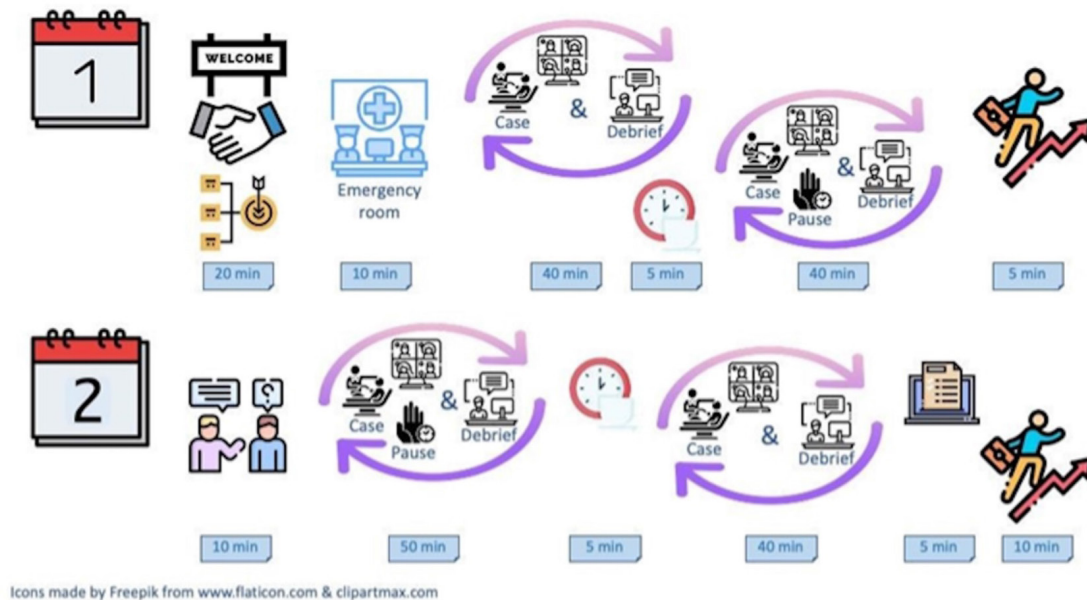 1
WELCOME
Emergency
room
Case
&
Debrief
Case
Pause
&
Debrief
20 min
10 min
40 min
5 min
40 min
5 min
2
?
Case
Pause
&
Debrief
Case
&
Debrief
10 min
50 min
5 min
40 min
5 min
10 min
Icons made by Freepik from www.flaticon.com & clipartmax.com